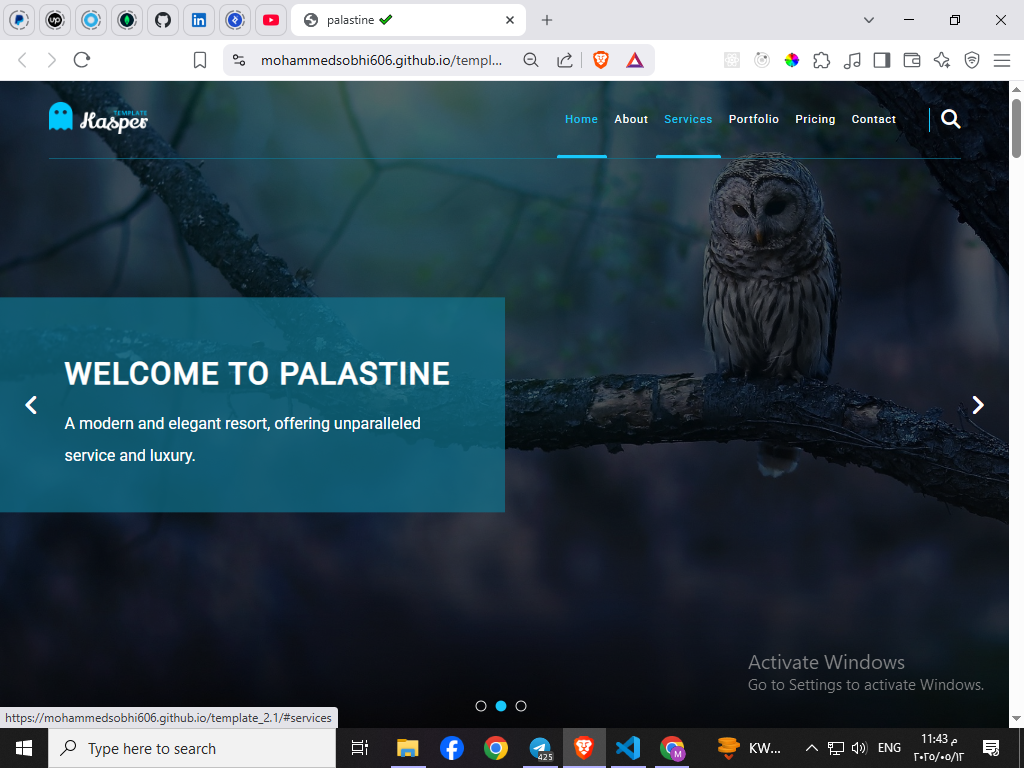 up
in
palastine
mohammedsobhi606.github.io/templ...
TEMPLATE
Kasper
Home About Services Portfolio Pricing Contact
WELCOME TO PALASTINE
A modern and elegant resort, offering unparalleled
service and luxury.
Activate Windows
Go to Settings to activate Windows.
https://mohammedsobhi606.github.io/template_2.1/#services
Type here to search
425
M
KW...
ENG
11:43 م
٢٠٢٥/٠٥/١٢